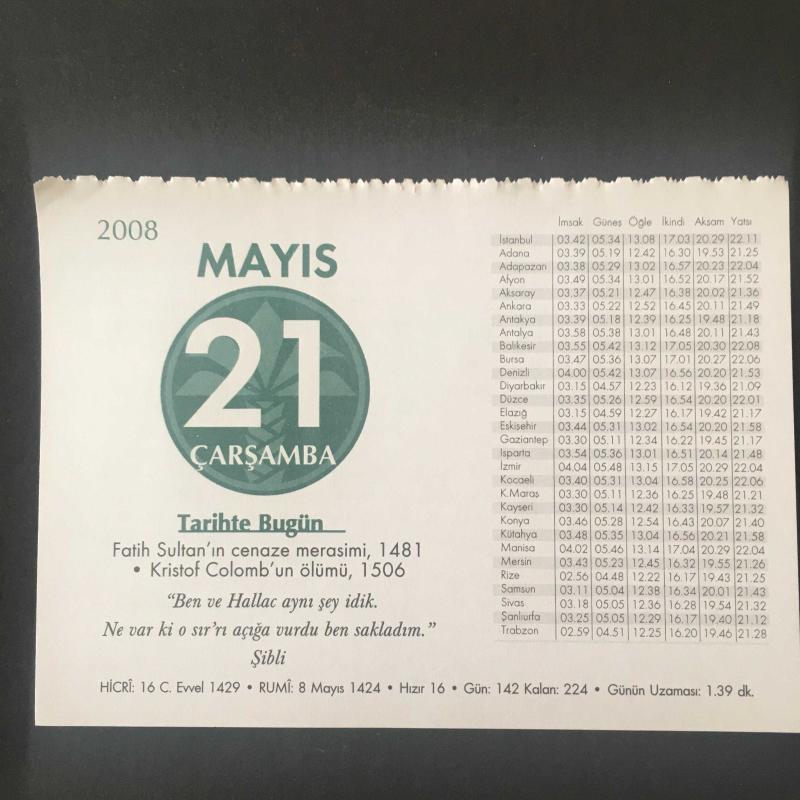 2008
MAYIS
21
ÇARŞAMBA
Tarihte Bugün
Fatih Sultan'ın cenaze merasimi, 1481
• Kristof Colomb'un ölümü, 1506
“Ben ve Hallac aynı şey idik.
Ne var ki o sır'rı açığa vurdu ben sakladım.”
Şibli
İmsak Güneş Öğle İkindi Akşam Yatsı
İstanbul 03.42 05.34 13.08 17.03 20.29 22.11
Adana 03.39 05.19 12.42 16.30 19.53 21.25
Adapazarı 03.38 05.29 13.02 16.57 20.23 22.04
Afyon 03.49 05.34 13.01 16.52 20.17 21.52
Aksaray 03.37 05.21 12.47 16.38 20.02 21.36
Ankara 03.33 05.22 12.52 16.45 20.11 21.49
Antakya 03.39 05.18 12.39 16.25 19.48 21.18
Antalya 03.58 05.38 13.01 16.48 20.11 21.43
Balıkesir 03.55 05.42 13.12 17.05 20.30 22.08
Bursa 03.47 05.36 13.07 17.01 20.27 22.06
Denizli 04.00 05.42 13.07 16.56 20.20 21.53
Diyarbakır 03.15 04.57 12.23 16.12 19.36 21.09
Düzce 03.35 05.26 12.59 16.54 20.20 22.01
Elazığ 03.15 04.59 12.27 16.17 19.42 21.17
Eskişehir 03.44 05.31 13.02 16.54 20.20 21.58
Gaziantep 03.30 05.11 12.34 16.22 19.45 21.17
Isparta 03.54 05.36 13.01 16.51 20.14 21.48
İzmir 04.04 05.48 13.15 17.05 20.29 22.04
Kocaeli 03.40 05.31 13.04 16.58 20.25 22.06
K.Maraş 03.30 05.11 12.36 16.25 19.48 21.21
Kayseri 03.30 05.14 12.42 16.33 19.57 21.32
Konya 03.46 05.28 12.54 16.43 20.07 21.40
Kütahya 03.48 05.35 13.04 16.56 20.21 21.58
Manisa 04.02 05.46 13.14 17.04 20.29 22.04
Mersin 03.43 05.23 12.45 16.32 19.55 21.26
Rize 02.56 04.48 12.22 16.17 19.43 21.25
Samsun 03.11 05.04 12.38 16.34 20.01 21.43
Sivas 03.18 05.05 12.36 16.28 19.54 21.32
Şanlıurfa 03.25 05.05 12.29 16.17 19.40 21.12
Trabzon 02.59 04.51 12.25 16.20 19.46 21.28
HİCRÎ: 16 C. Evvel 1429 • RUMÎ: 8 Mayıs 1424 • Hızır 16 • Gün: 142 Kalan: 224 • Günün Uzaması: 1.39 dk.